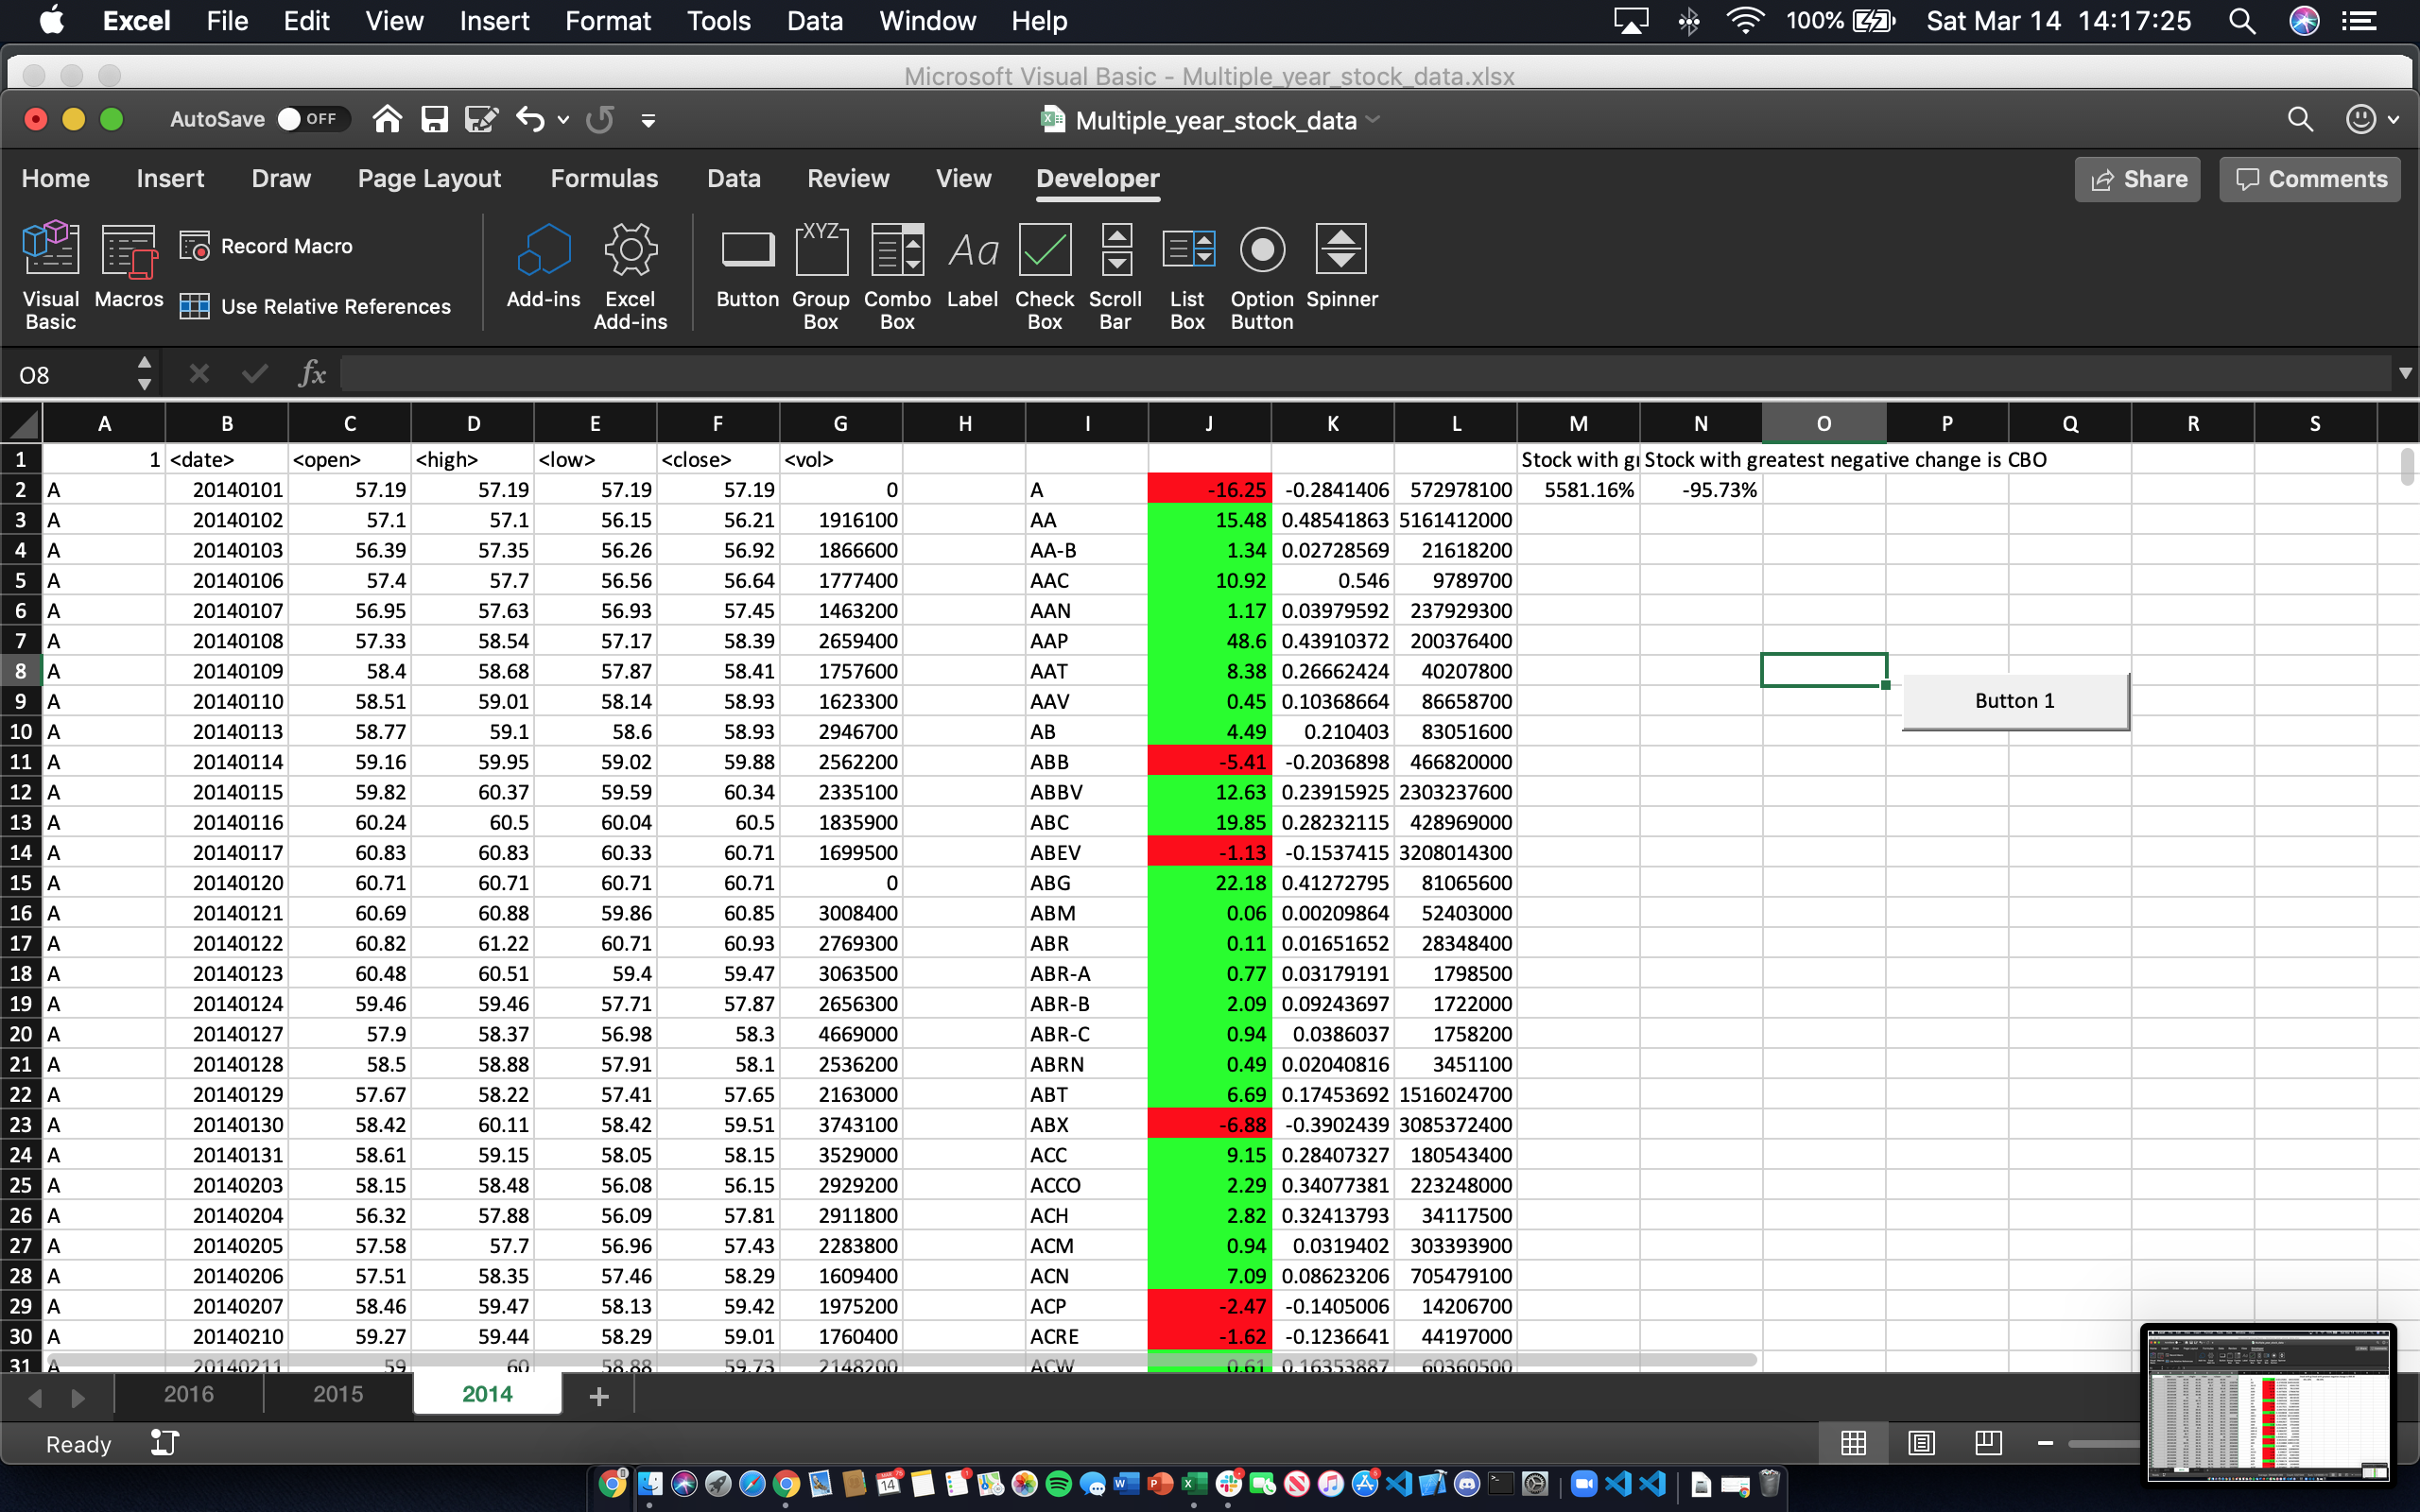 Excel File Edit View Insert Format Tools Data Window Help 100% Sat Mar 14 14:17:25
Microsoft Visual Basic - Multiple_year_stock_data.xlsx
AutoSave OFF Multiple_year_stock_data
Home Insert Draw Page Layout Formulas Data Review View Developer Share Comments
Visual Basic Macros Record Macro Use Relative References Add-ins Excel Add-ins XYZ Button Group Box Combo Box Aa Label Check Box Scroll Bar List Box Option Button Spinner
O8 fx
A B C D E F G H I J K L M N O P Q R S
1 1 <date> <open> <high> <low> <close> <vol> Stock with gr Stock with greatest negative change is CBO
2 A 20140101 57.19 57.19 57.19 57.19 0 A -16.25 -0.2841406 572978100 5581.16% -95.73%
3 A 20140102 57.1 57.1 56.15 56.21 1916100 AA 15.48 0.48541863 5161412000
4 A 20140103 56.39 57.35 56.26 56.92 1866600 AA-B 1.34 0.02728569 21618200
5 A 20140106 57.4 57.7 56.56 56.64 1777400 AAC 10.92 0.546 9789700
6 A 20140107 56.95 57.63 56.93 57.45 1463200 AAN 1.17 0.03979592 237929300
7 A 20140108 57.33 58.54 57.17 58.39 2659400 AAP 48.6 0.43910372 200376400
8 A 20140109 58.4 58.68 57.87 58.41 1757600 AAT 8.38 0.26662424 40207800
9 A 20140110 58.51 59.01 58.14 58.93 1623300 AAV 0.45 0.10368664 86658700 Button 1
10 A 20140113 58.77 59.1 58.6 58.93 2946700 AB 4.49 0.210403 83051600
11 A 20140114 59.16 59.95 59.02 59.88 2562200 ABB -5.41 -0.2036898 466820000
12 A 20140115 59.82 60.37 59.59 60.34 2335100 ABBV 12.63 0.23915925 2303237600
13 A 20140116 60.24 60.5 60.04 60.5 1835900 ABC 19.85 0.28232115 428969000
14 A 20140117 60.83 60.83 60.33 60.71 1699500 ABEV -1.13 -0.1537415 3208014300
15 A 20140120 60.71 60.71 60.71 60.71 0 ABG 22.18 0.41272795 81065600
16 A 20140121 60.69 60.88 59.86 60.85 3008400 ABM 0.06 0.00209864 52403000
17 A 20140122 60.82 61.22 60.71 60.93 2769300 ABR 0.11 0.01651652 28348400
18 A 20140123 60.48 60.51 59.4 59.47 3063500 ABR-A 0.77 0.03179191 1798500
19 A 20140124 59.46 59.46 57.71 57.87 2656300 ABR-B 2.09 0.09243697 1722000
20 A 20140127 57.9 58.37 56.98 58.3 4669000 ABR-C 0.94 0.0386037 1758200
21 A 20140128 58.5 58.88 57.91 58.1 2536200 ABRN 0.49 0.02040816 3451100
22 A 20140129 57.67 58.22 57.41 57.65 2163000 ABT 6.69 0.17453692 1516024700
23 A 20140130 58.42 60.11 58.42 59.51 3743100 ABX -6.88 -0.3902439 3085372400
24 A 20140131 58.61 59.15 58.05 58.15 3529000 ACC 9.15 0.28407327 180543400
25 A 20140203 58.15 58.48 56.08 56.15 2929200 ACCO 2.29 0.34077381 223248000
26 A 20140204 56.32 57.88 56.09 57.81 2911800 ACH 2.82 0.32413793 34117500
27 A 20140205 57.58 57.7 56.96 57.43 2283800 ACM 0.94 0.0319402 303393900
28 A 20140206 57.51 58.35 57.46 58.29 1609400 ACN 7.09 0.08623206 705479100
29 A 20140207 58.46 59.47 58.13 59.42 1975200 ACP -2.47 -0.1405006 14206700
30 A 20140210 59.27 59.44 58.29 59.01 1760400 ACRE -1.62 -0.1236641 44197000
31 A 20140211 59 60 58.88 59.73 2148200 ACW 0.61 0.16353887 60360500
2016 2015 2014 +
Ready